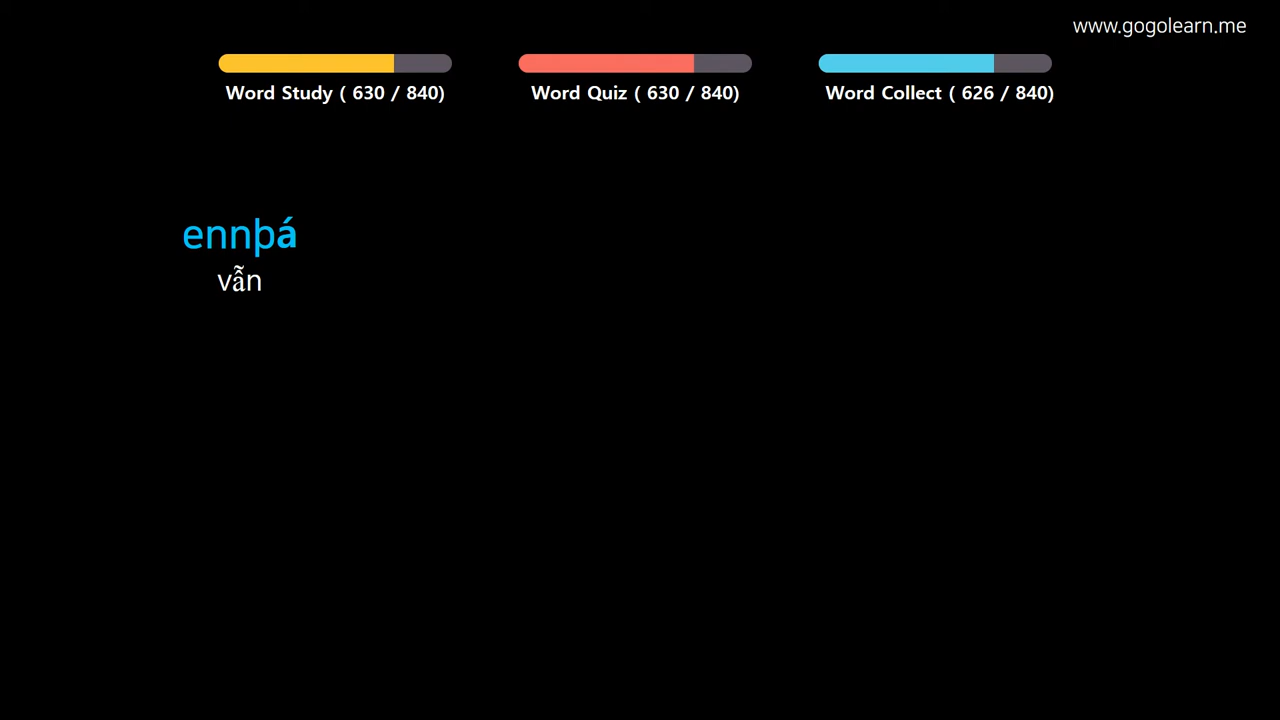 www.gogolearn.me
Word Study ( 630 / 840)
Word Quiz ( 630 / 840)
Word Collect ( 626 / 840)
ennþá
vẫn